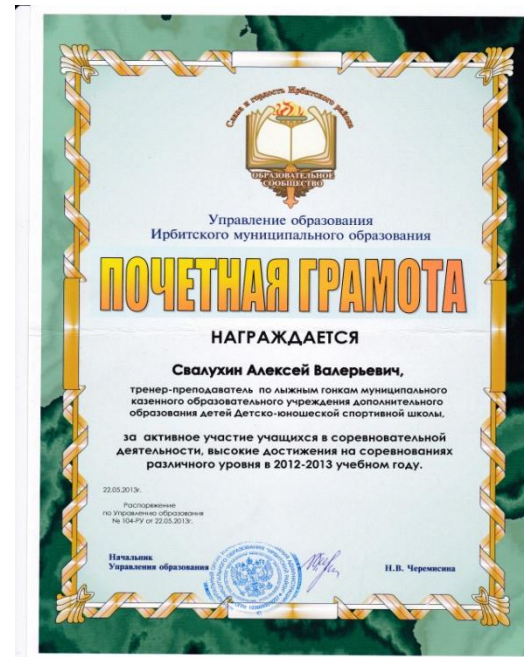 Слава и гордость Ирбитского района
ОБРАЗОВАТЕЛЬНОЕ
СООБЩЕСТВО
Управление образования
Ирбитского муниципального образования
ПОЧЕТНАЯ ГРАМОТА
НАГРАЖДАЕТСЯ
Свалухин Алексей Валерьевич,
тренер-преподаватель по лыжным гонкам муниципального
казенного образовательного учреждения дополнительного
образования детей Детско-юношеской спортивной школы,
за активное участие учащихся в соревновательной
деятельности, высокие достижения на соревнованиях
различного уровня в 2012-2013 учебном году.
22.05.2013г.
Распоряжение
по Управлению образования
№ 104-РУ от 22.05.2013г.
Начальник
Управления образования
Н.В. Черемисина